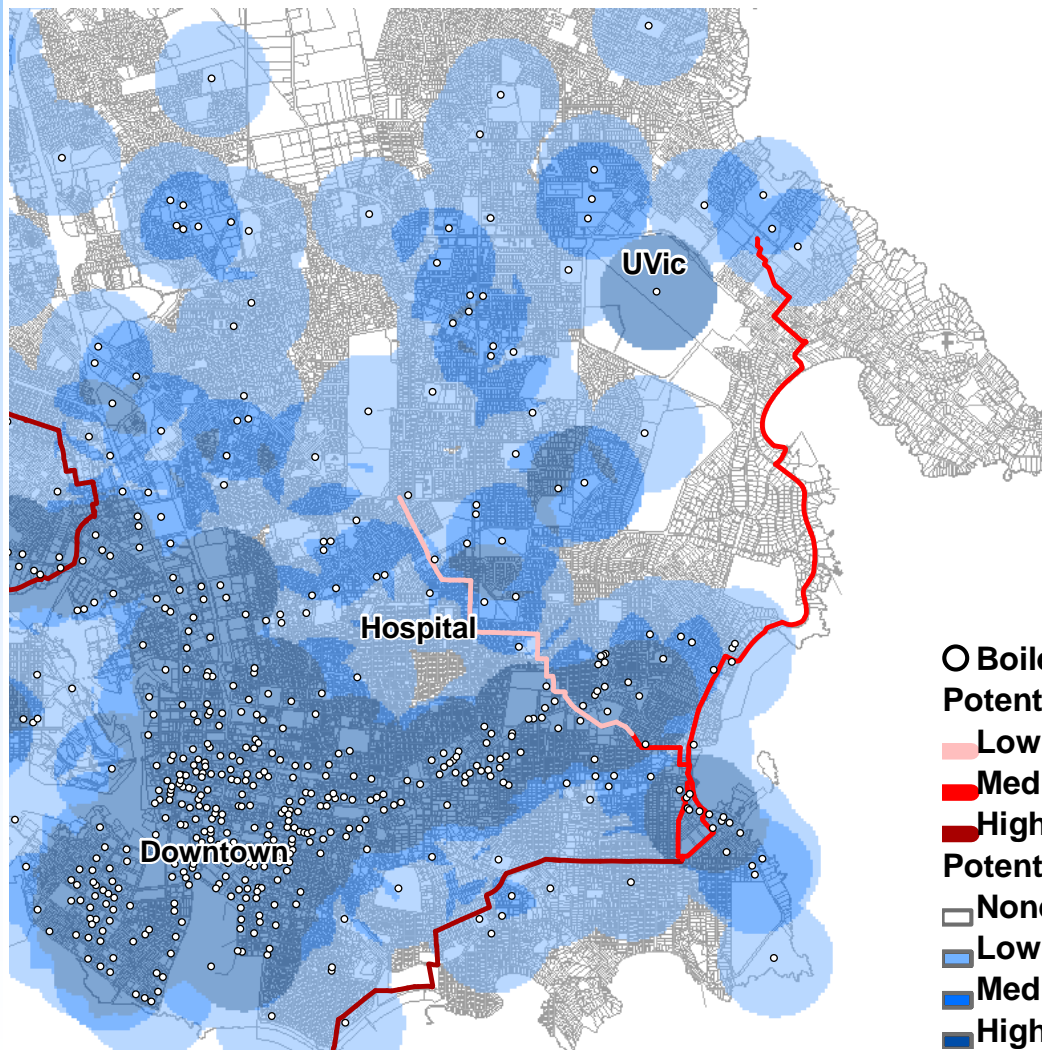 UVic
Hospital
Downtown
Boile
Potent
Low
Med
High
Potent
None
Low
Med
High